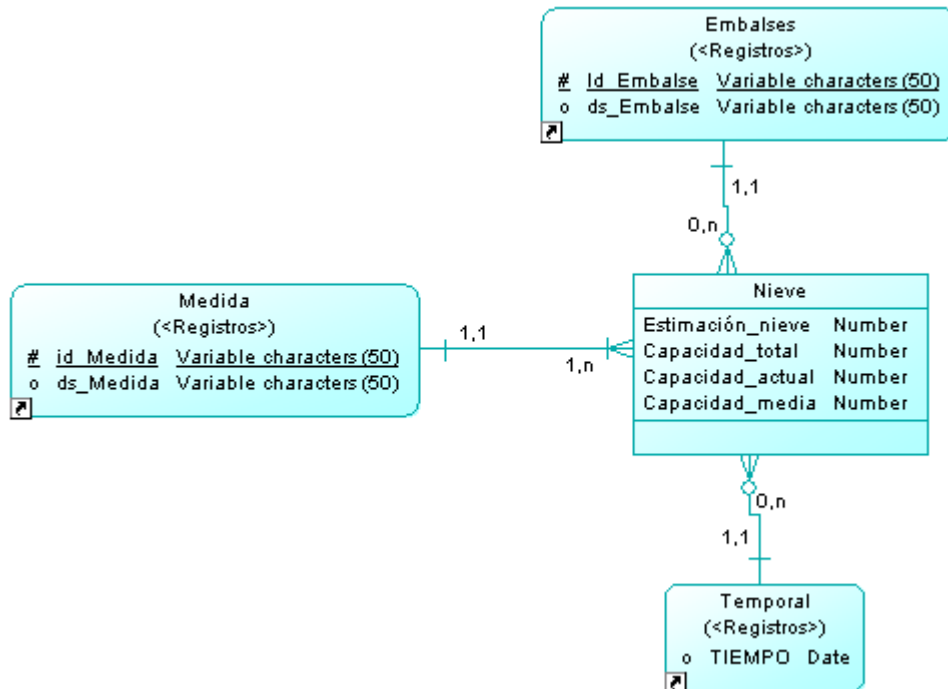 Embalses
(<Registros>)
# Id_Embalse Variable characters (50)
o ds_Embalse Variable characters (50)
1,1
0,n
Medida
(<Registros>)
# id_Medida Variable characters (50)
o ds_Medida Variable characters (50)
1,1
1,n
Nieve
Estimación_nieve Number
Capacidad_total Number
Capacidad_actual Number
Capacidad_media Number
0,n
1,1
Temporal
(<Registros>)
o TIEMPO Date